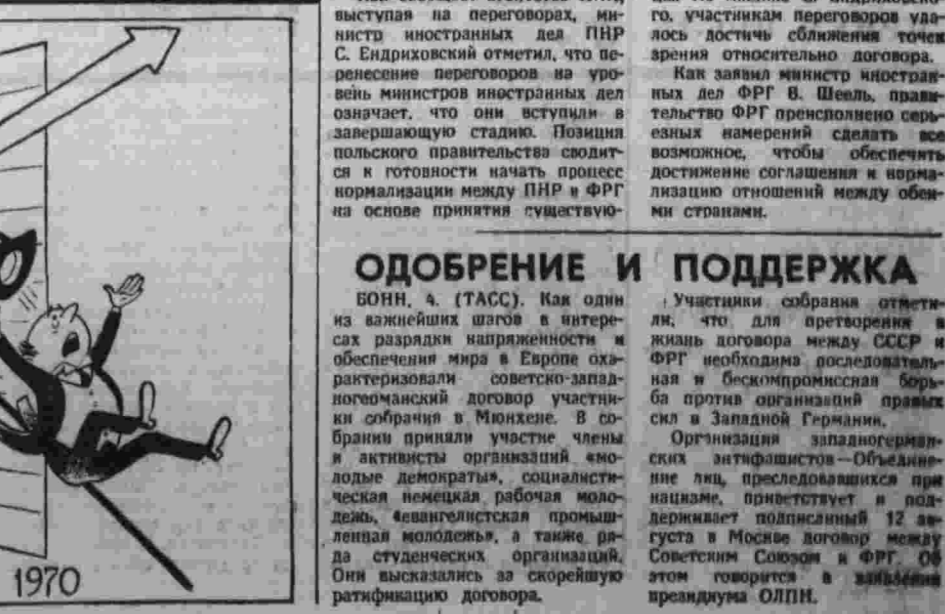 выступая на переговорах, ми-
нистр иностранных дел ПНР
С. Ендриховский отметил, что пе-
ренесение переговоров на уро-
вень министров иностранных дел
означает, что они вступили в
завершающую стадию. Позиция
польского правительства сводит-
ся к готовности начать процесс
нормализации между ПНР и ФРГ
на основе принятия существую-
го, участникам переговоров уда-
лось достичь сближения точек
зрения относительно договора.
Как заявил министр иностран-
ных дел ФРГ В. Шеель, прави-
тельство ФРГ преисполнено серь-
езных намерений сделать все
возможное, чтобы обеспечить
достижение соглашения и норма-
лизацию отношений между обеи-
ми странами.
ОДОБРЕНИЕ И ПОДДЕРЖКА
БОНН, 4. (ТАСС). Как один
из важнейших шагов в интере-
сах разрядки напряженности и
обеспечения мира в Европе оха-
рактеризовали советско-запад-
ногерманский договор участни-
ки собрания в Мюнхене. В со-
брании приняли участие члены
и активисты организаций «мо-
лодые демократы», социалисти-
ческая немецкая рабочая моло-
дежь, «евангелистская промыш-
ленная молодежь», а также ря-
да студенческих организаций.
Они высказались за скорейшую
ратификацию договора.
Участники собрания отмети-
ли, что для претворения в
жизнь договора между СССР и
ФРГ необходима последователь-
ная и бескомпромиссная борь-
ба против организаций правых
сил в Западной Германии.
Организация западногерман-
ских антифашистов—Объедине-
ние лиц, преследовавшихся при
нацизме, приветствует и под-
держивает подписанный 12 ав-
густа в Москве договор между
Советским Союзом и ФРГ. Об
этом говорится в заявлении
президиума ОЛПН.
1970